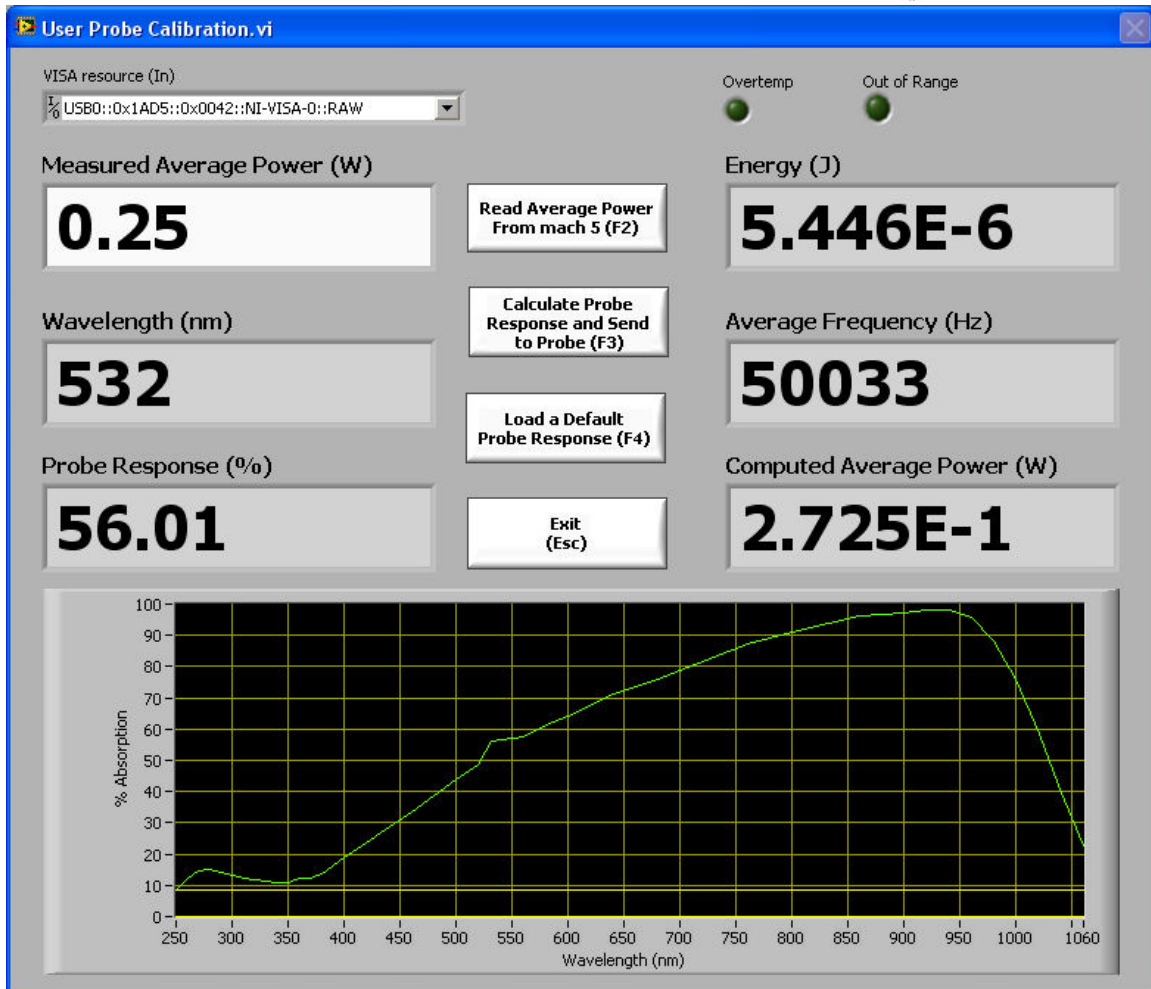 User Probe Calibration.vi
VISA resource (In)
Overtemp
Out of Range
I/O USB0::0x1AD5::0x0042::NI-VISA-0::RAW
Measured Average Power (W)
0.25
Read Average Power
From mach 5 (F2)
Energy (J)
5.446E-6
Wavelength (nm)
532
Calculate Probe
Response and Send
to Probe (F3)
Average Frequency (Hz)
50033
Probe Response (%)
56.01
Load a Default
Probe Response (F4)
Exit
(Esc)
Computed Average Power (W)
2.725E-1
% Absorption
100
90
80
70
60
50
40
30
20
10
0
250 300 350 400 450 500 550 600 650 700 750 800 850 900 950 1000 1060
Wavelength (nm)